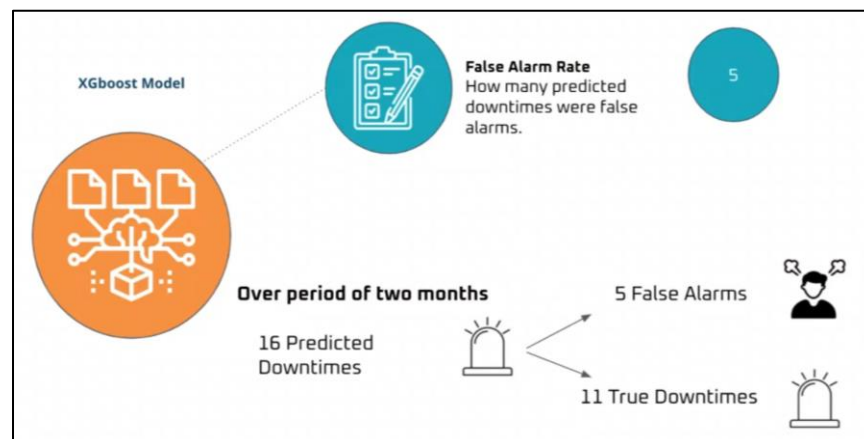 XGboost Model
False Alarm Rate
How many predicted
downtimes were false
alarms.
5
Over period of two months
16 Predicted
Downtimes
5 False Alarms
11 True Downtimes